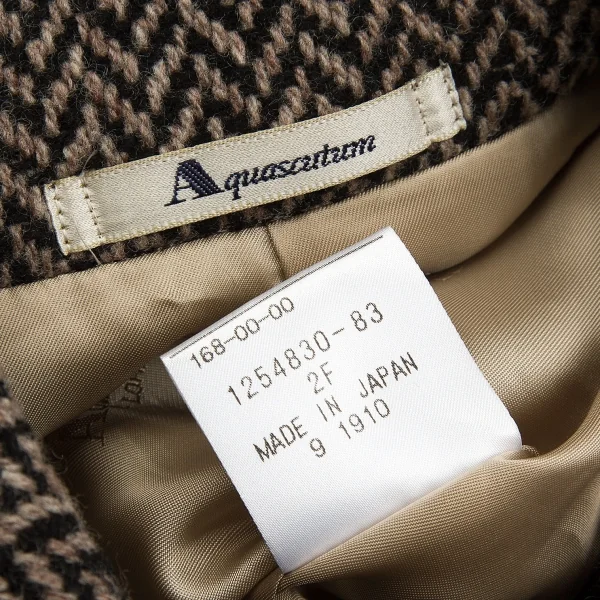 Aquascutum
168-00-00
1254830-83
2F
MADE IN JAPAN
9 1910